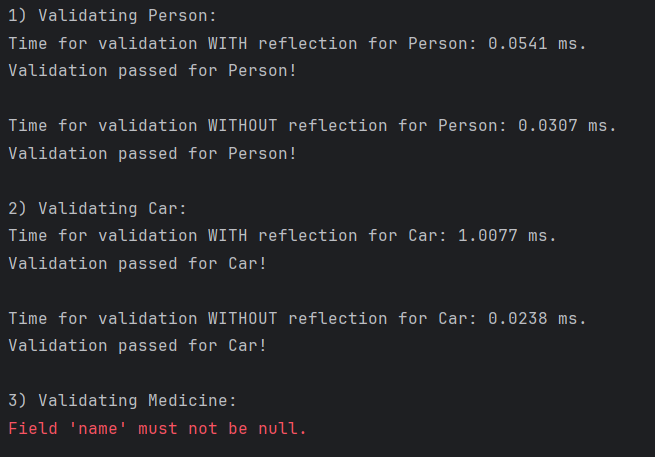 1) Validating Person:
Time for validation WITH reflection for Person: 0.0541 ms.
Validation passed for Person!
Time for validation WITHOUT reflection for Person: 0.0307 ms.
Validation passed for Person!
2) Validating Car:
Time for validation WITH reflection for Car: 1.0077 ms.
Validation passed for Car!
Time for validation WITHOUT reflection for Car: 0.0238 ms.
Validation passed for Car!
3) Validating Medicine:
Field 'name' must not be null.